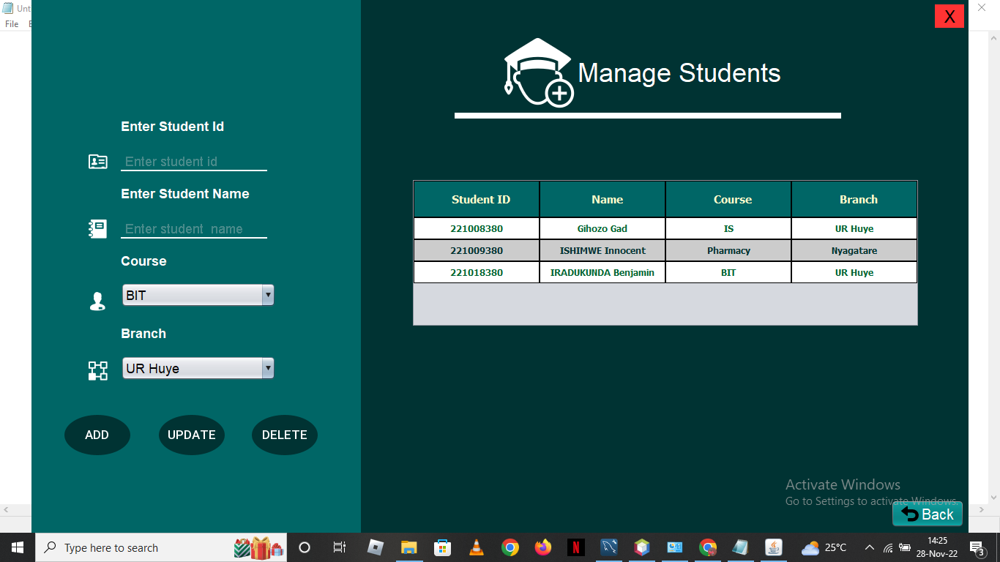 Unt
File E
X
Manage Students
Enter Student Id
Enter student id
Enter Student Name
Enter student  name
Course
BIT
Branch
UR Huye
ADD UPDATE DELETE
Student ID Name Course Branch
221008380 Gihozo Gad IS UR Huye
221009380 ISHIMWE Innocent Pharmacy Nyagatare
221018380 IRADUKUNDA Benjamin BIT UR Huye
Activate Windows
Go to Settings to activate Windows.
Back
Type here to search
N
25°C
14:25
28-Nov-22
3